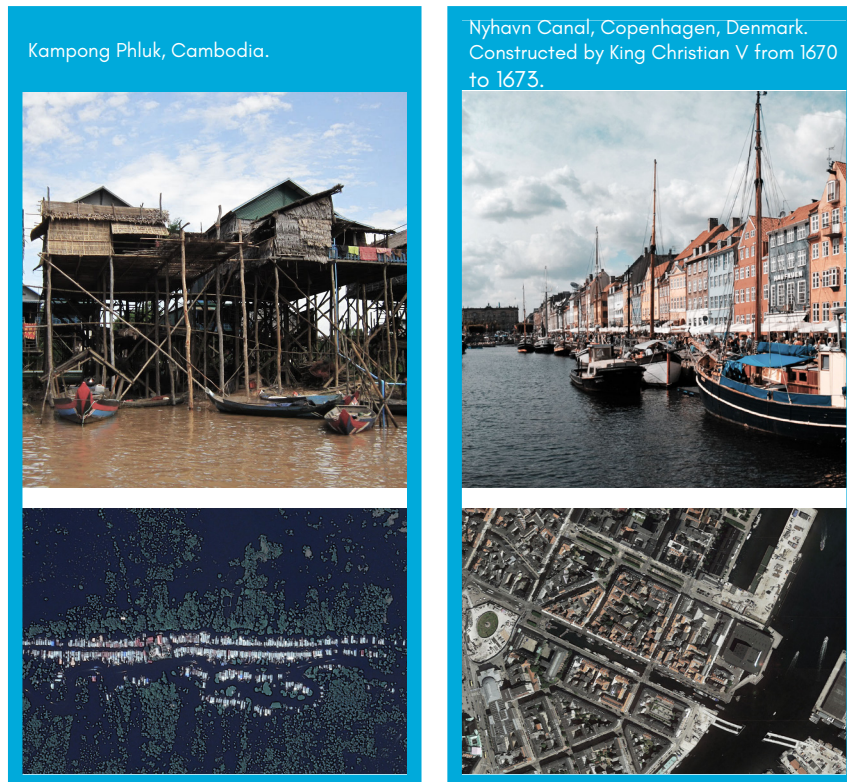 Kampong Phluk, Cambodia.
Nyhavn Canal, Copenhagen, Denmark.
Constructed by King Christian V from 1670
to 1673.